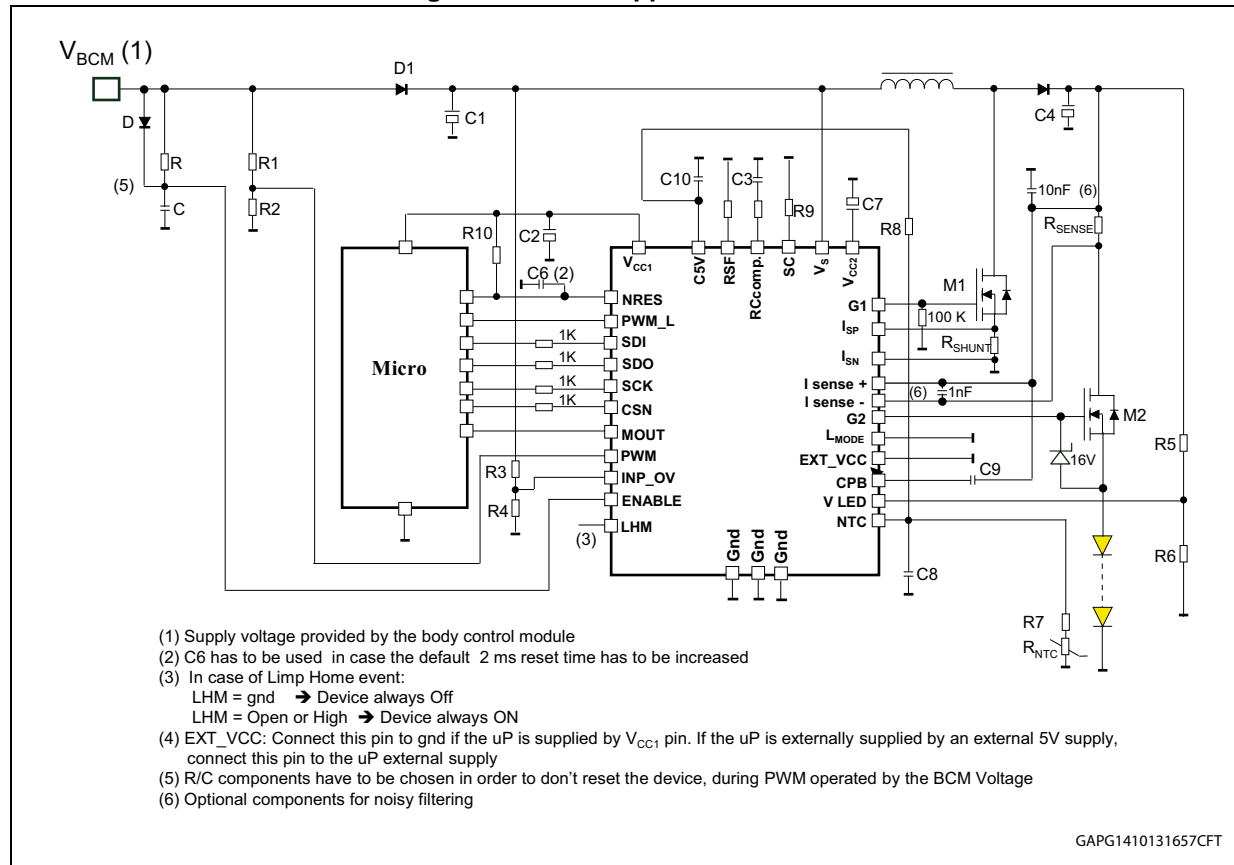 V_BCM (1)
D1
C1
C4
D
R
R1
(5)
C
R2
C10
C3
R9
C7
10nF (6)
R_SENSE
R10
C2
R8
C6 (2)
V_CC1
C5V
RSF
RCcomp.
SC
V_S
V_CC2
M1
NRES
G1
100 K
PWM_L
I_SP
R_SHUNT
1K
SDI
Micro
1K
SDO
I_SN
1K
SCK
I sense +
(6)
1nF
1K
CSN
I sense -
M2
MOUT
G2
L_MODE
R5
PWM
EXT_VCC
16V
R3
INP_OV
CPB
C9
R4
ENABLE
V LED
(3)
LHM
NTC
Gnd
Gnd
Gnd
C8
R6
R7
R_NTC
(1) Supply voltage provided by the body control module
(2) C6 has to be used in case the default 2 ms reset time has to be increased
(3) In case of Limp Home event:
LHM = gnd ➔ Device always Off
LHM = Open or High ➔ Device always ON
(4) EXT_VCC: Connect this pin to gnd if the uP is supplied by V_CC1 pin. If the uP is externally supplied by an external 5V supply,
connect this pin to the uP external supply
(5) R/C components have to be chosen in order to don't reset the device, during PWM operated by the BCM Voltage
(6) Optional components for noisy filtering
GAPG1410131657CFT